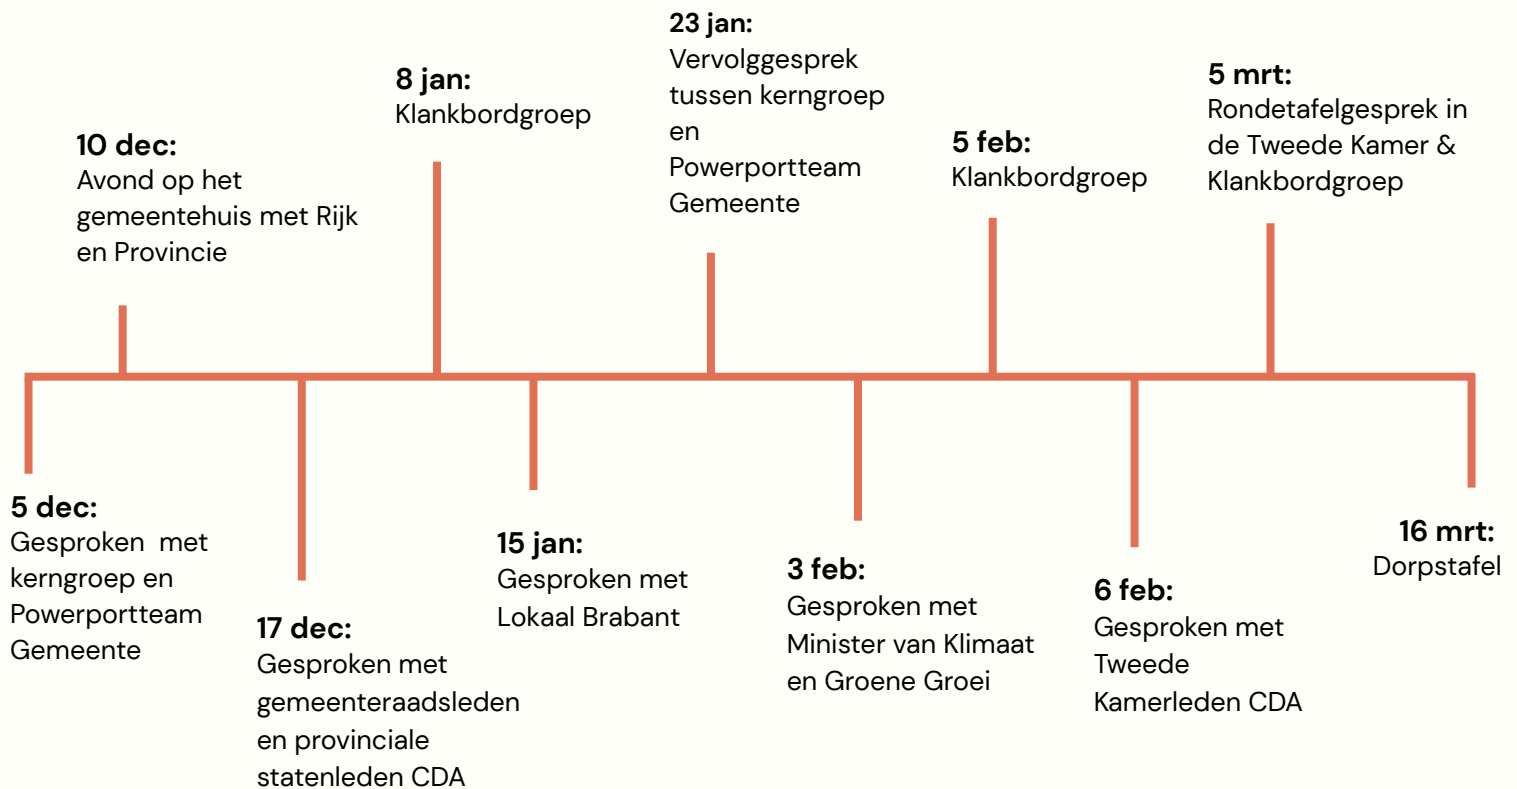 5 dec:
Gesproken met
kerngroep en
Powerportteam
Gemeente
10 dec:
Avond op het
gemeentehuis met Rijk
en Provincie
17 dec:
Gesproken met
gemeenteraadsleden
en provinciale
statenleden CDA
8 jan:
Klankbordgroep
15 jan:
Gesproken met
Lokaal Brabant
23 jan:
Vervolggesprek
tussen kerngroep
en
Powerportteam
Gemeente
3 feb:
Gesproken met
Minister van Klimaat
en Groene Groei
5 feb:
Klankbordgroep
6 feb:
Gesproken met
Tweede
Kamerleden CDA
5 mrt:
Rondetafelgesprek in
de Tweede Kamer &
Klankbordgroep
16 mrt:
Dorpstafel